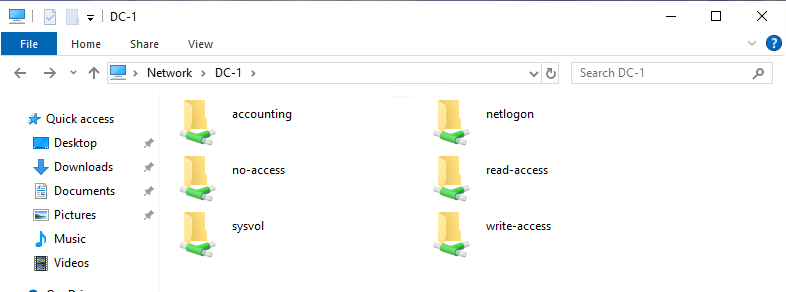 DC-1
File Home Share View
Network DC-1 Search DC-1
Quick access
Desktop
Downloads
Documents
Pictures
Music
Videos
accounting netlogon
no-access read-access
sysvol write-access